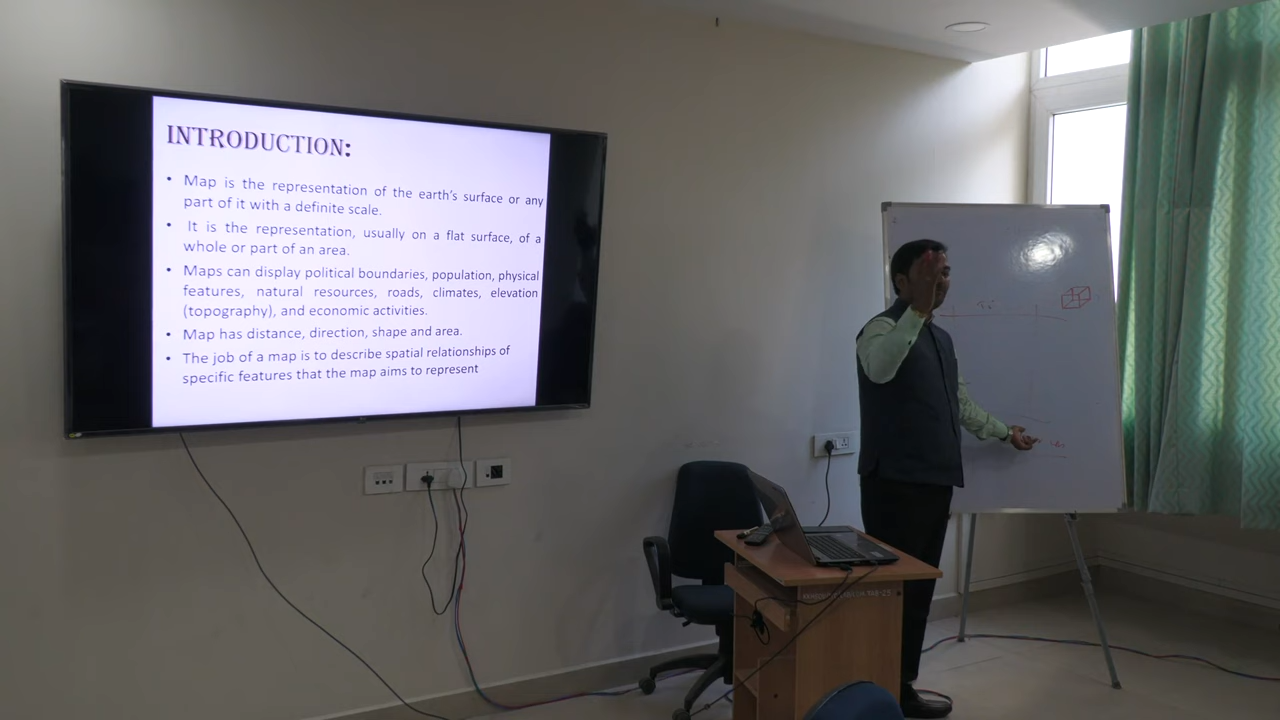 INTRODUCTION:
• Map is the representation of the earth's surface or any
part of it with a definite scale.
• It is the representation, usually on a flat surface, of a
whole or part of an area.
• Maps can display political boundaries, population, physical
features, natural resources, roads, climates, elevation
(topography), and economic activities.
• Map has distance, direction, shape and area.
• The job of a map is to describe spatial relationships of
specific features that the map aims to represent